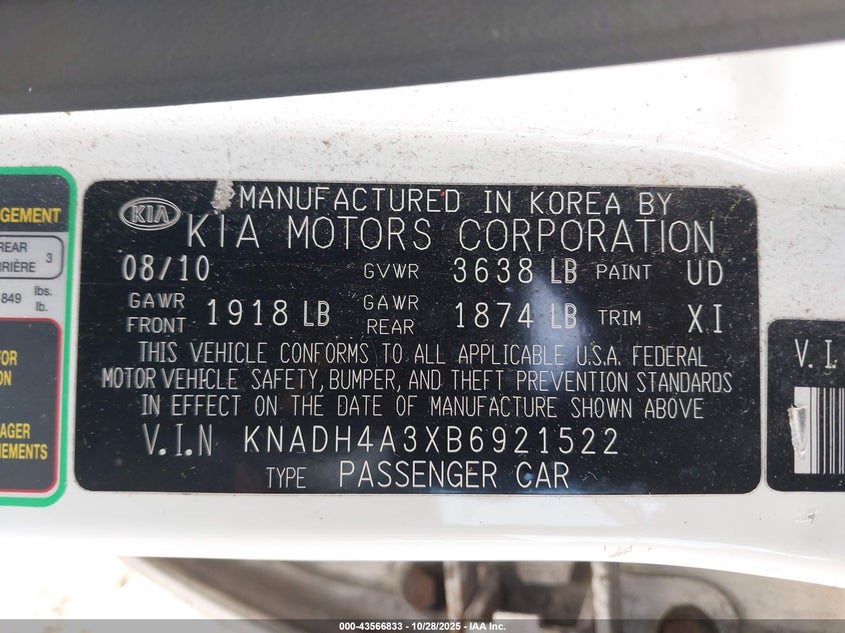 MANUFACTURED IN KOREA BY
KIA KIA MOTORS CORPORATION
08/10 GVWR 3638 LB PAINT UD
GAWR FRONT 1918 LB GAWR REAR 1874 LB TRIM XI
THIS VEHICLE CONFORMS TO ALL APPLICABLE U.S.A. FEDERAL
MOTOR VEHICLE SAFETY, BUMPER, AND THEFT PREVENTION STANDARDS
IN EFFECT ON THE DATE OF MANUFACTURE SHOWN ABOVE
V.I.N KNADH4A3XB6921522
TYPE PASSENGER CAR
GEMENT
REAR
RRIÈRE 3
849 lbs.
lb.
FOR
ON
AGER
NEMENTS
V.I.
000-43566833 - 10/28/2025 - IAA Inc.